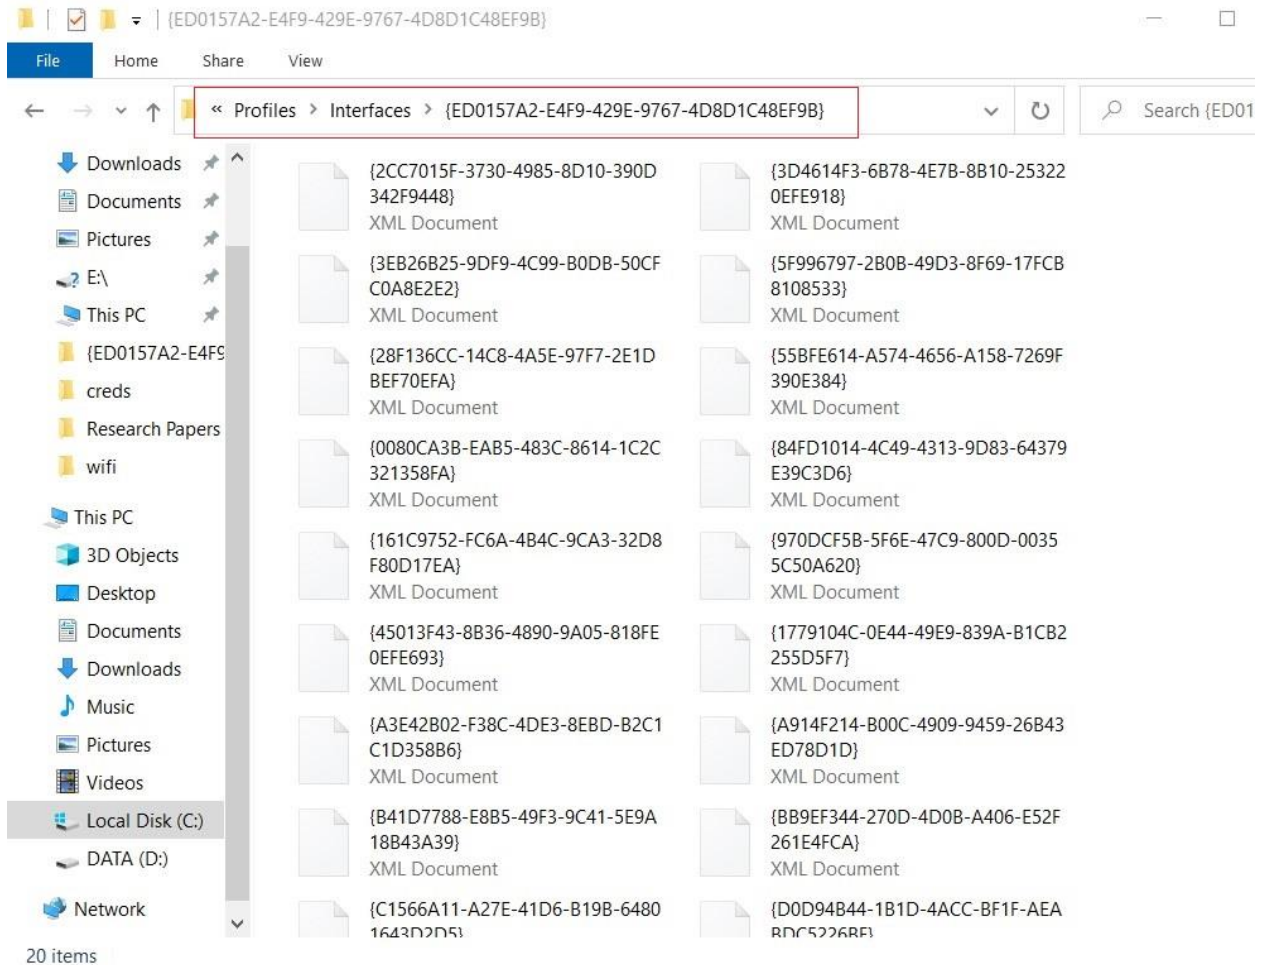 {ED0157A2-E4F9-429E-9767-4D8D1C48EF9B}
File Home Share View
« Profiles > Interfaces > {ED0157A2-E4F9-429E-9767-4D8D1C48EF9B}
Search {ED01
Downloads
Documents
Pictures
E:\
This PC
{ED0157A2-E4F9
creds
Research Papers
wifi
This PC
3D Objects
Desktop
Documents
Downloads
Music
Pictures
Videos
Local Disk (C:)
DATA (D:)
Network
{2CC7015F-3730-4985-8D10-390D
342F9448}
XML Document
{3D4614F3-6B78-4E7B-8B10-25322
0EFE918}
XML Document
{3EB26B25-9DF9-4C99-B0DB-50CF
C0A8E2E2}
XML Document
{5F996797-2B0B-49D3-8F69-17FCB
8108533}
XML Document
{28F136CC-14C8-4A5E-97F7-2E1D
BEF70EFA}
XML Document
{55BFE614-A574-4656-A158-7269F
390E384}
XML Document
{0080CA3B-EAB5-483C-8614-1C2C
321358FA}
XML Document
{84FD1014-4C49-4313-9D83-64379
E39C3D6}
XML Document
{161C9752-FC6A-4B4C-9CA3-32D8
F80D17EA}
XML Document
{970DCF5B-5F6E-47C9-800D-0035
5C50A620}
XML Document
{45013F43-8B36-4890-9A05-818FE
0EFE693}
XML Document
{1779104C-0E44-49E9-839A-B1CB2
255D5F7}
XML Document
{A3E42B02-F38C-4DE3-8EBD-B2C1
C1D358B6}
XML Document
{A914F214-B00C-4909-9459-26B43
ED78D1D}
XML Document
{B41D7788-E8B5-49F3-9C41-5E9A
18B43A39}
XML Document
{BB9EF344-270D-4D0B-A406-E52F
261E4FCA}
XML Document
{C1566A11-A27E-41D6-B19B-6480
1643D2D5}
{D0D94B44-1B1D-4ACC-BF1F-AEA
BDC5226BF}
20 items